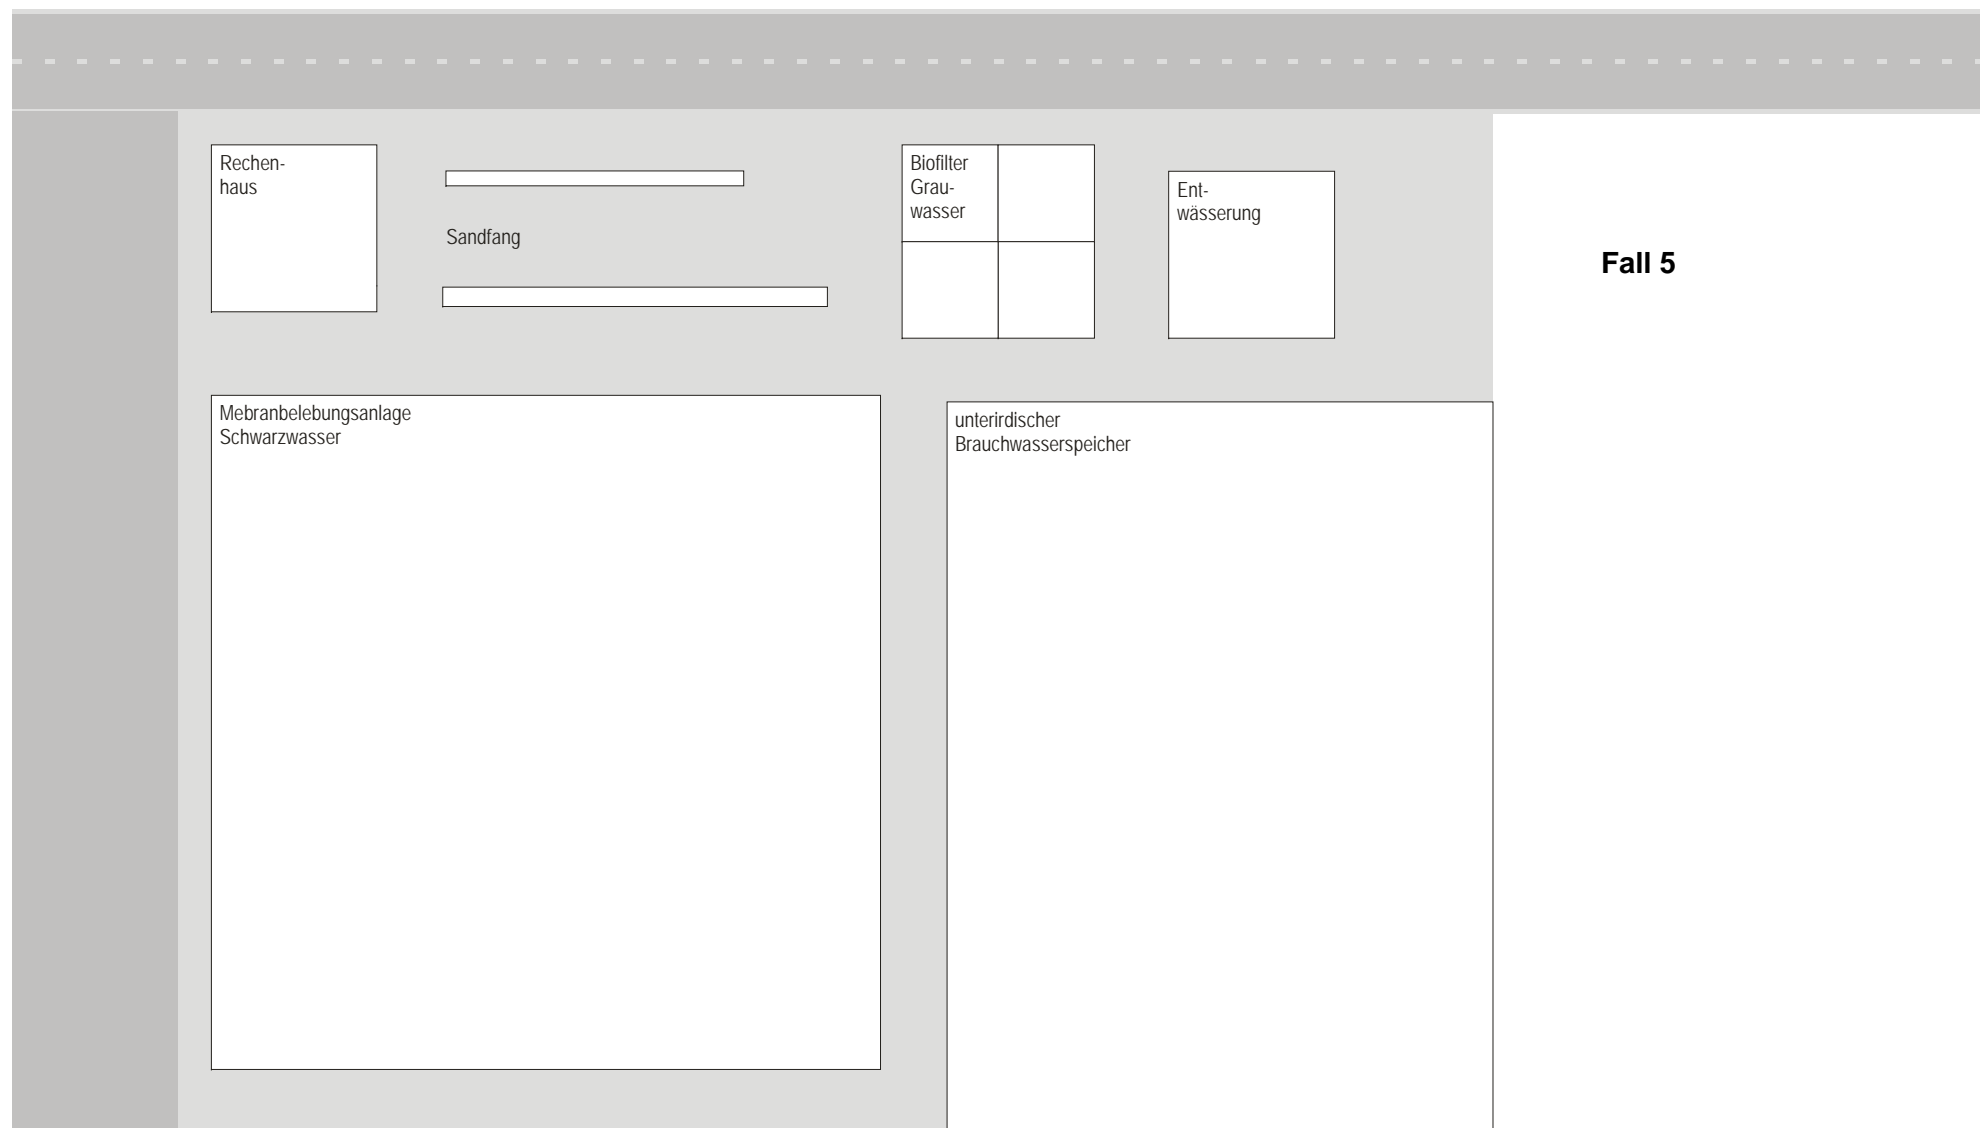 Rechen-
haus
Sandfang
Biofilter
Grau-
wasser
Ent-
wässerung
Fall 5
Mebranbelebungsanlage
Schwarzwasser
unterirdischer
Brauchwasserspeicher